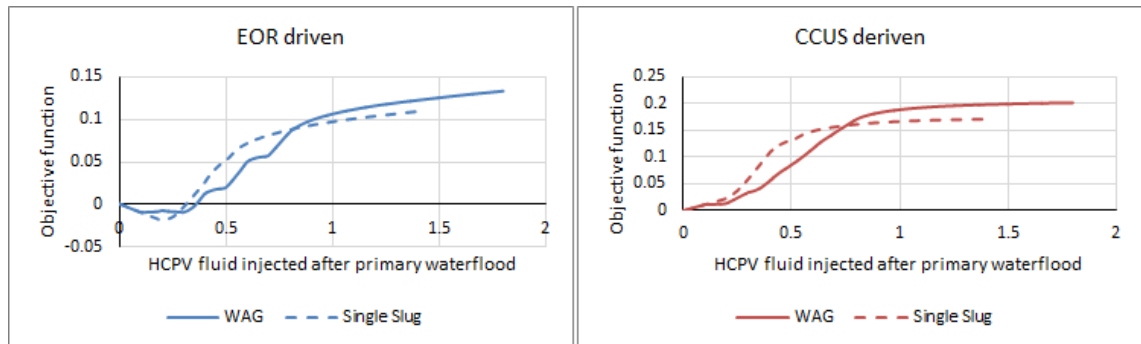 EOR driven
0.15
0.1
0.05
0
-0.05
0
0.5
1
1.5
2
Objective function
HCPV fluid injected after primary waterflood
WAG
Single Slug
CCUS deriven
0.25
0.2
0.15
0.1
0.05
0
0
0.5
1
1.5
2
Objective function
HCPV fluid injected after primary waterflood
WAG
Single Slug